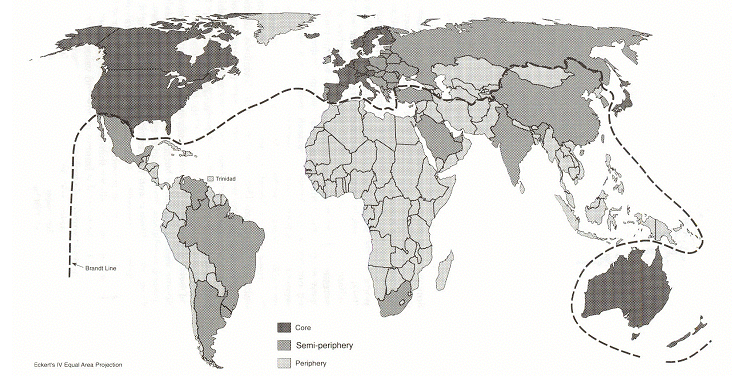 Trinidad
Brandt Line
Core
Semi-periphery
Periphery
Eckert's IV Equal Area Projection